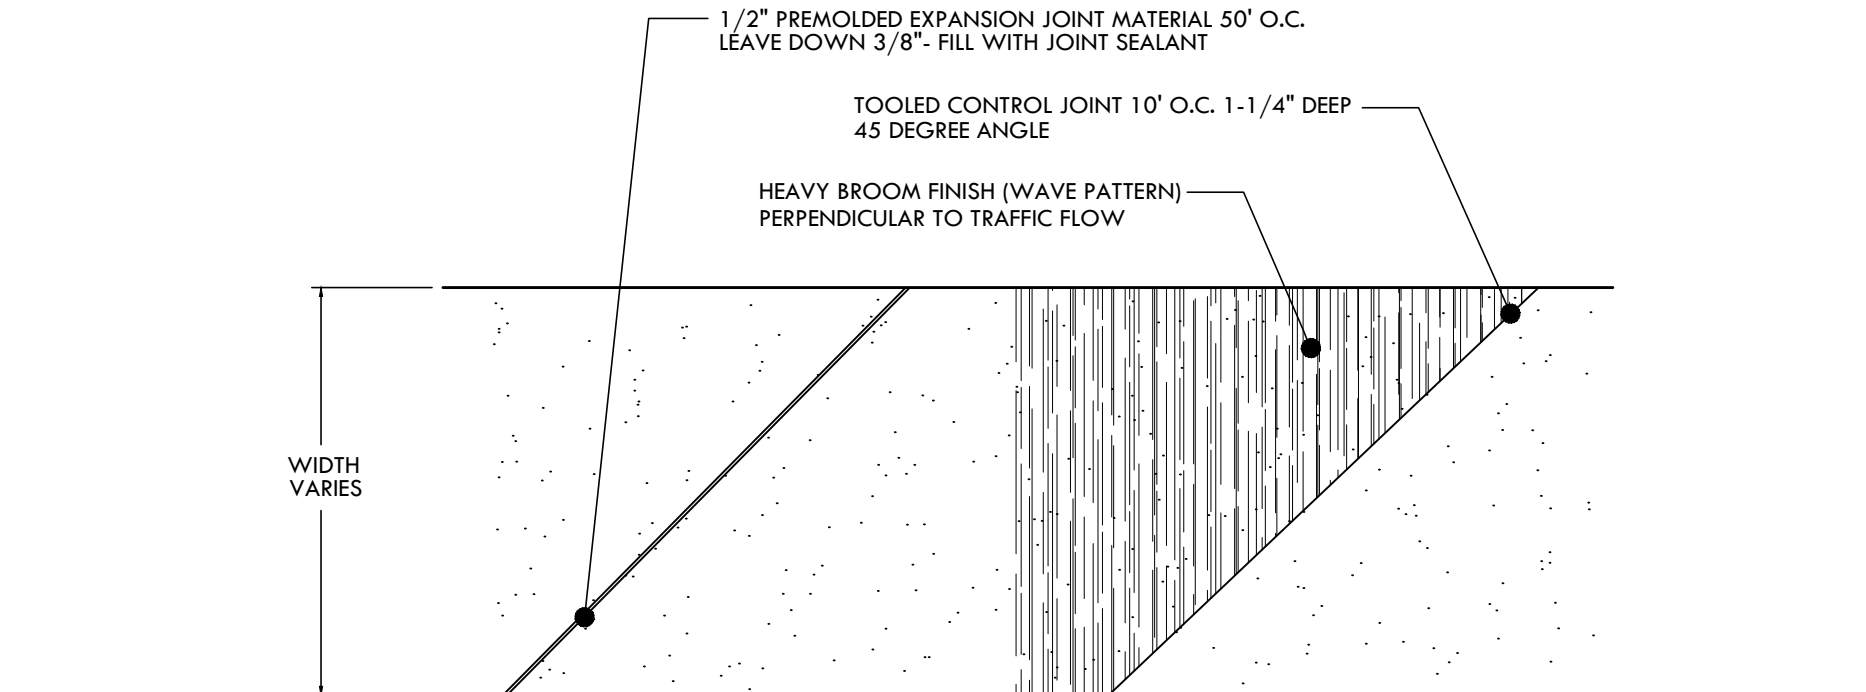 1/2" PREMOLDED EXPANSION JOINT MATERIAL 50' O.C.
LEAVE DOWN 3/8"- FILL WITH JOINT SEALANT
TOOLED CONTROL JOINT 10' O.C. 1-1/4" DEEP
45 DEGREE ANGLE
HEAVY BROOM FINISH (WAVE PATTERN)
PERPENDICULAR TO TRAFFIC FLOW
WIDTH
VARIES